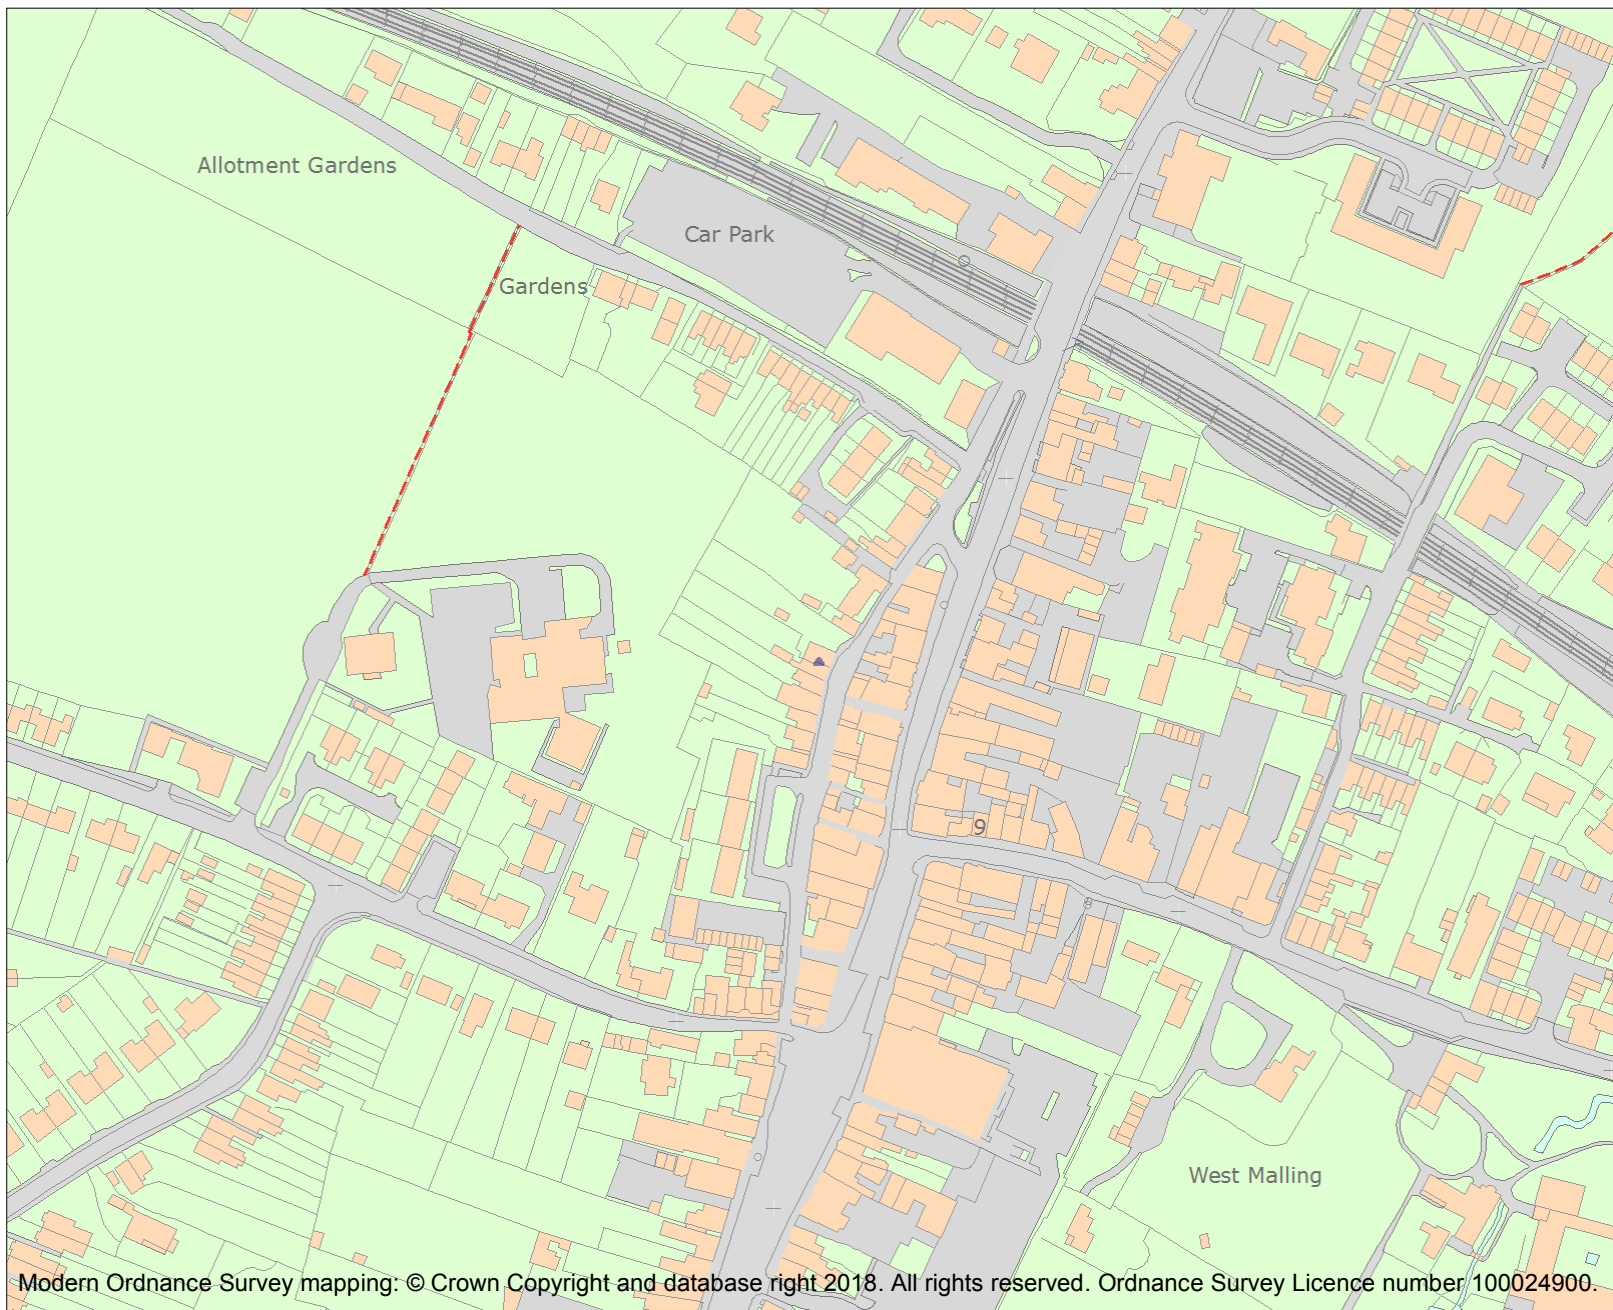 Allotment Gardens
Car Park
Gardens
9
West Malling
Modern Ordnance Survey mapping: © Crown Copyright and database right 2018. All rights reserved. Ordnance Survey Licence number 100024900.